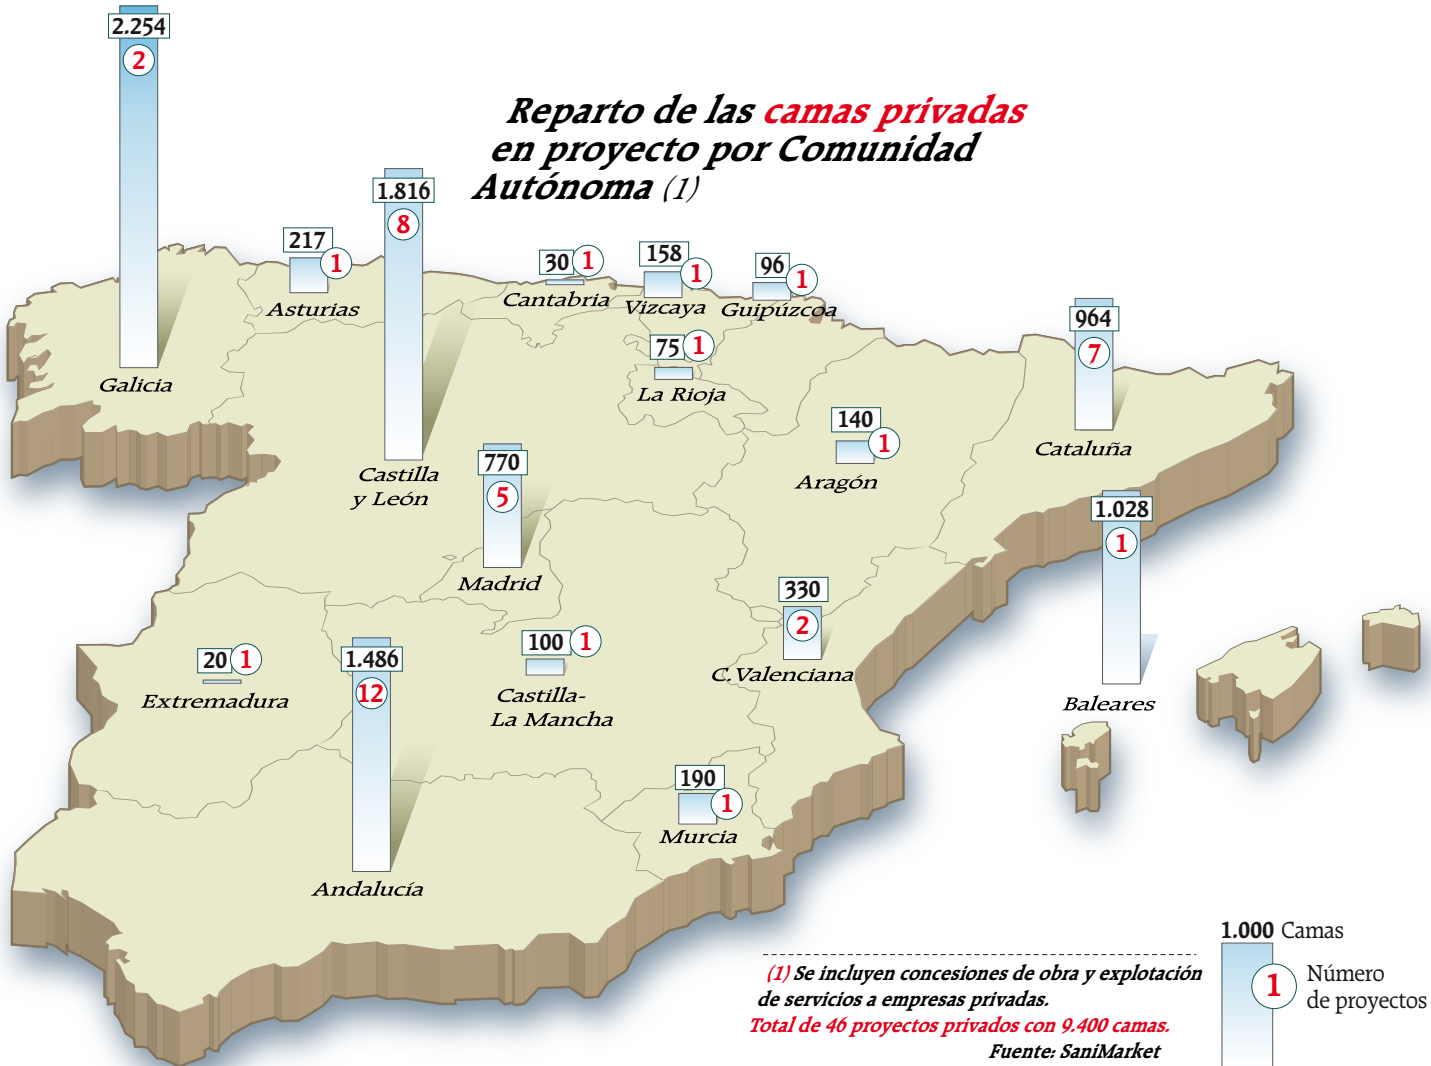 Reparto de las camas privadas
en proyecto por Comunidad
Autónoma (1)
2.254
2
Galicia
217
1
Asturias
1.816
8
Castilla
y León
30
1
Cantabria
158
1
Vizcaya
96
1
Guipúzcoa
75
1
La Rioja
140
1
Aragón
964
7
Cataluña
770
5
Madrid
1.028
1
Baleares
330
2
C.Valenciana
20
1
Extremadura
100
1
Castilla-
La Mancha
1.486
12
Andalucía
190
1
Murcia
1.000 Camas
1
Número
de proyectos
(1) Se incluyen concesiones de obra y explotación
de servicios a empresas privadas.
Total de 46 proyectos privados con 9.400 camas.
Fuente: SaniMarket